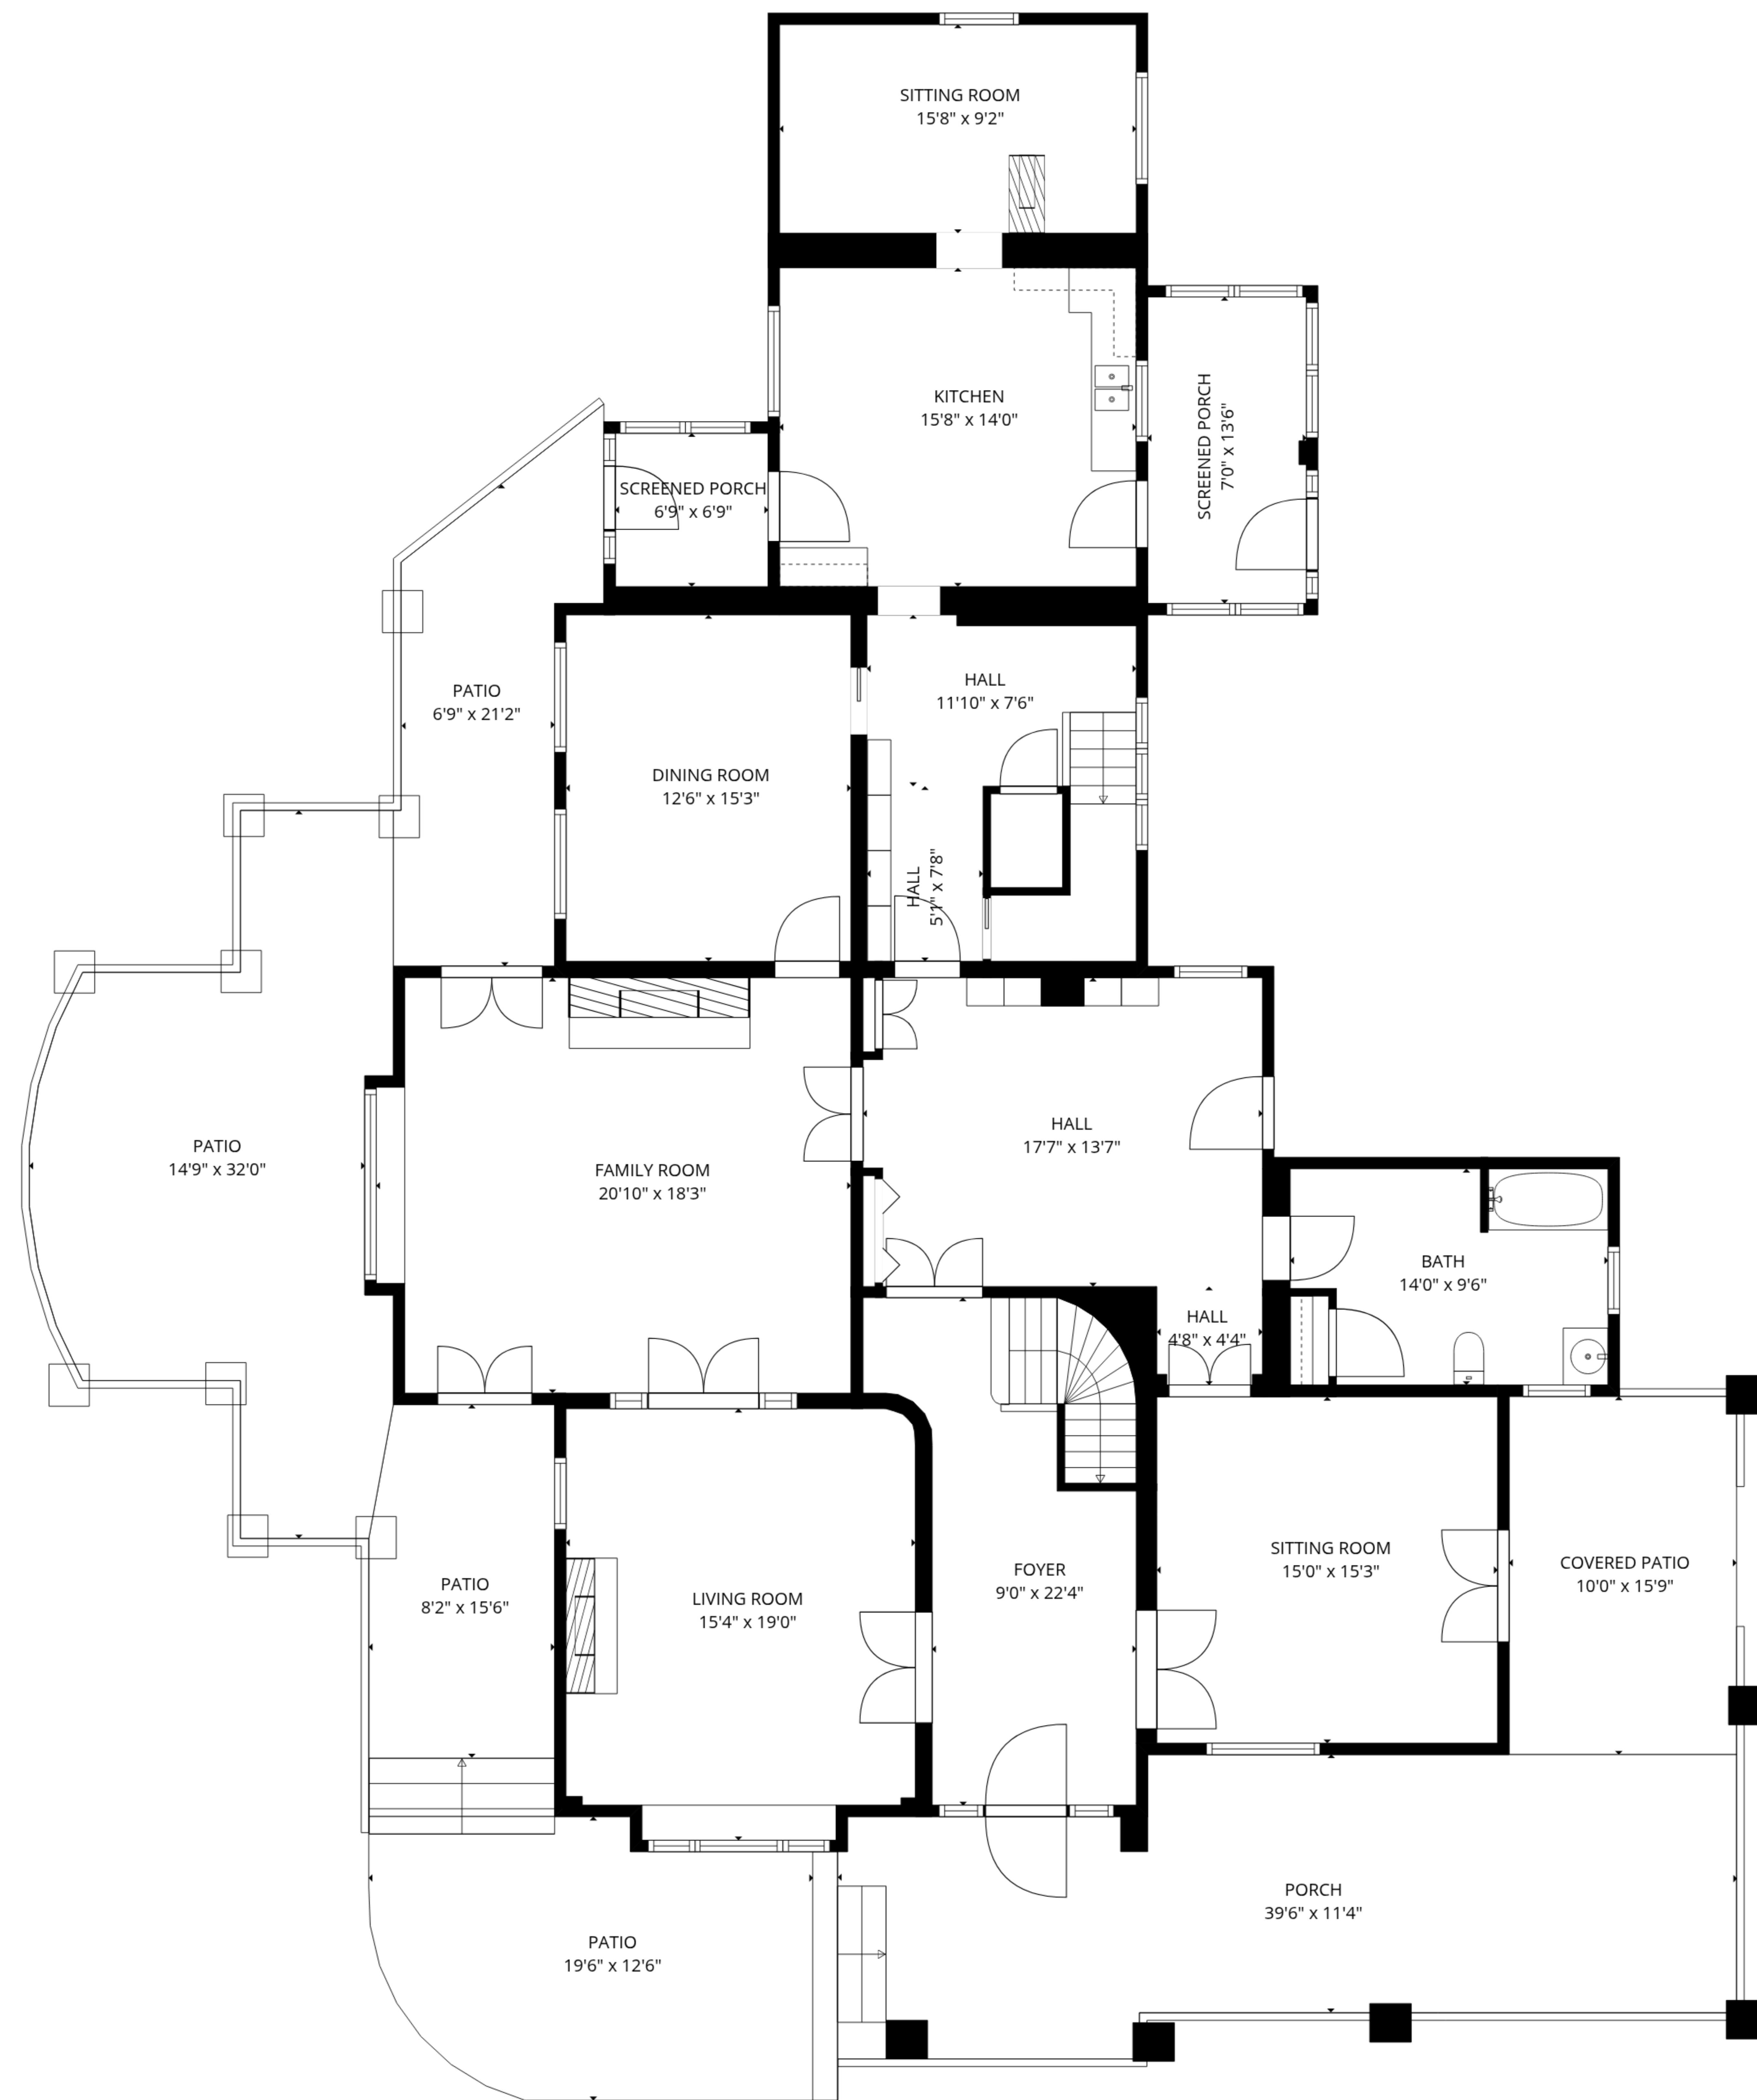 SITTING ROOM
15'8" x 9'2"
KITCHEN
15'8" x 14'0"
SCREENED PORCH
7'0" x 13'6"
SCREENED PORCH
6'9" x 6'9"
PATIO
6'9" x 21'2"
HALL
11'10" x 7'6"
DINING ROOM
12'6" x 15'3"
HALL
5'1" x 7'8"
PATIO
14'9" x 32'0"
FAMILY ROOM
20'10" x 18'3"
HALL
17'7" x 13'7"
BATH
14'0" x 9'6"
HALL
4'8" x 4'4"
PATIO
8'2" x 15'6"
LIVING ROOM
15'4" x 19'0"
FOYER
9'0" x 22'4"
SITTING ROOM
15'0" x 15'3"
COVERED PATIO
10'0" x 15'9"
PORCH
39'6" x 11'4"
PATIO
19'6" x 12'6"